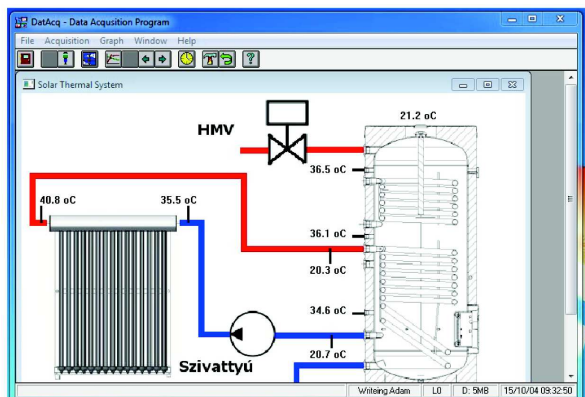 DatAcq - Data Acqusition Program
File Acquisition Graph Window Help
Solar Thermal System
HMV
21.2 oC
36.5 oC
40.8 oC
35.5 oC
36.1 oC
20.3 oC
34.6 oC
20.7 oC
Szivattyú
Writeing Adam L0 D: 5MB 15/10/04 09:32:50